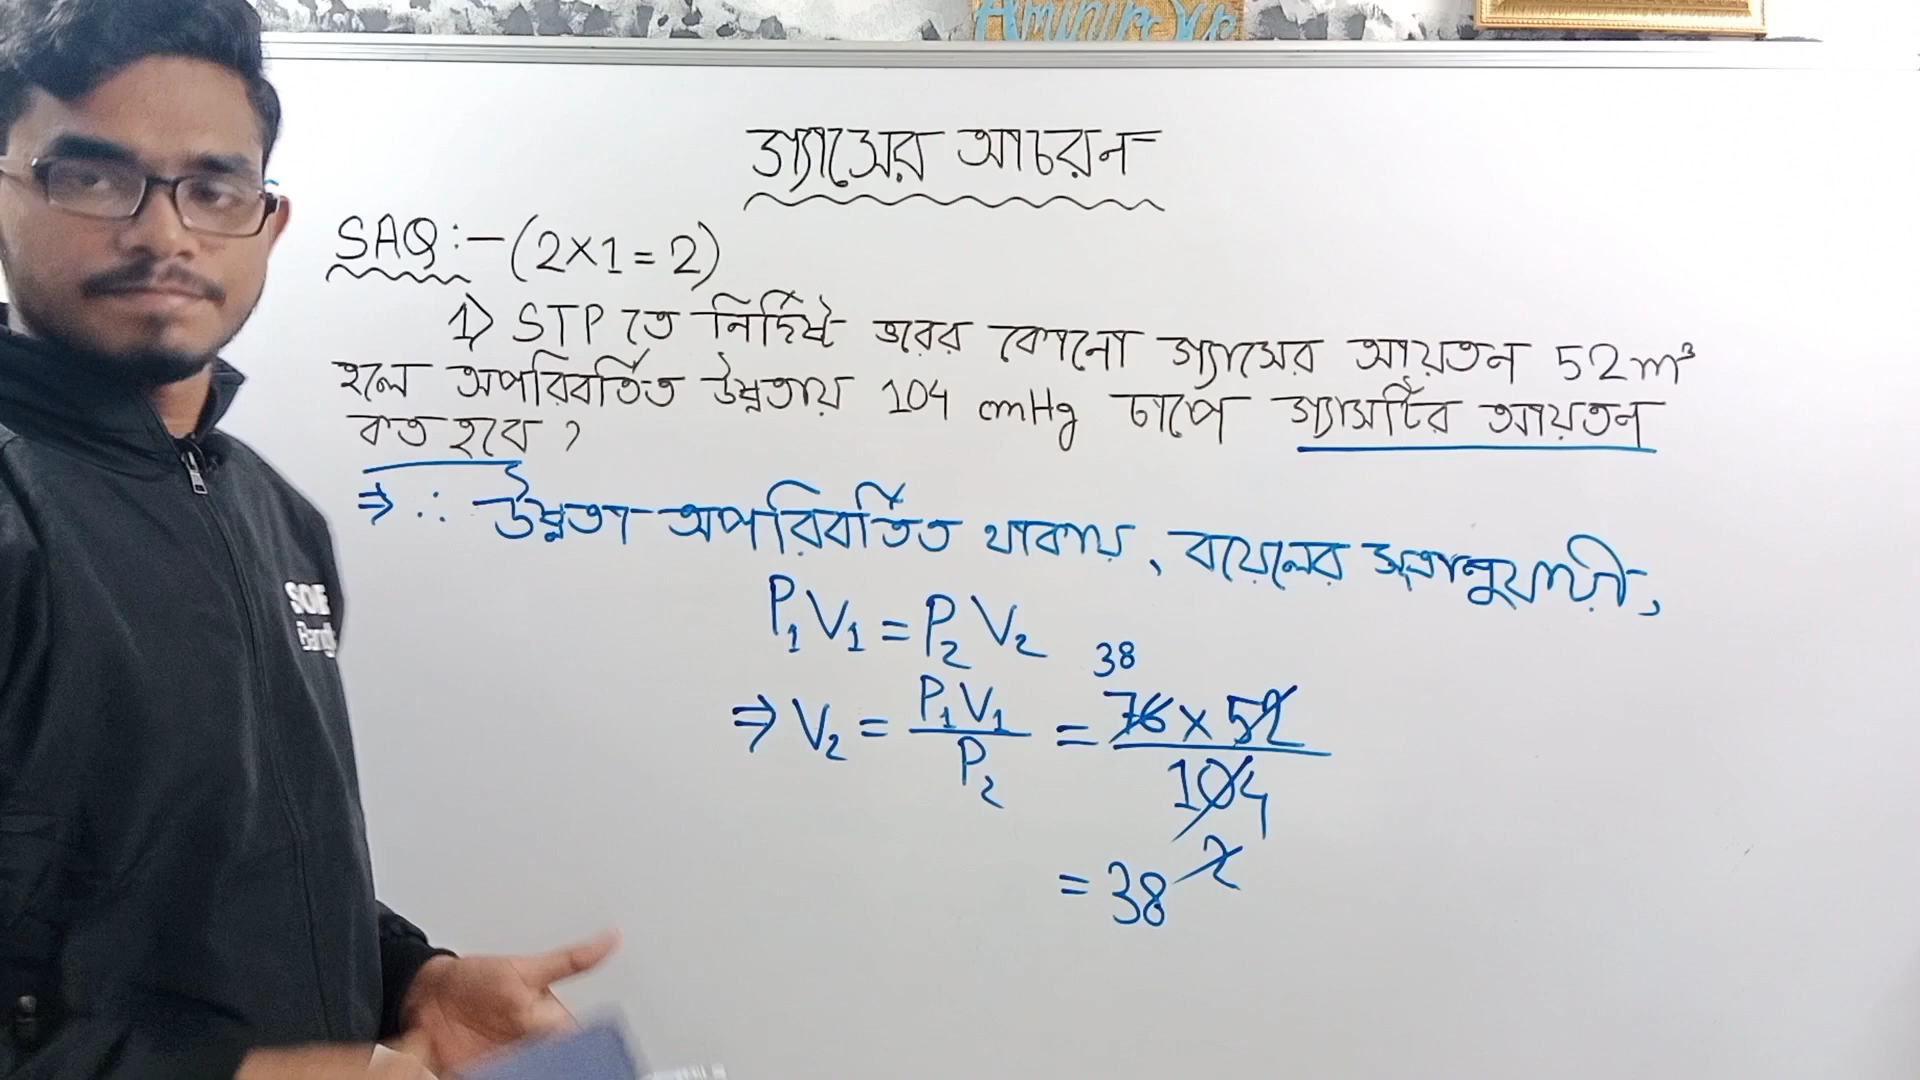 গ্যাসের আচরন
SAQ:-(2×1=2)
1) STP তে নির্দিষ্ট ভরের কোনো গ্যাসের আয়তন 52m³
হলে অপরিবর্তিত উষ্ণতায় 104 cmHg চাপে গ্যাসটির আয়তন
কত হবে?
⇒ ∴ উষ্ণতা অপরিবর্তিত থাকায়, বয়েলের সূত্রানুযায়ী,
P₁V₁ = P₂V₂
38
⇒ V₂ = P₁V₁/P₂ = 76×52/104
2
= 38